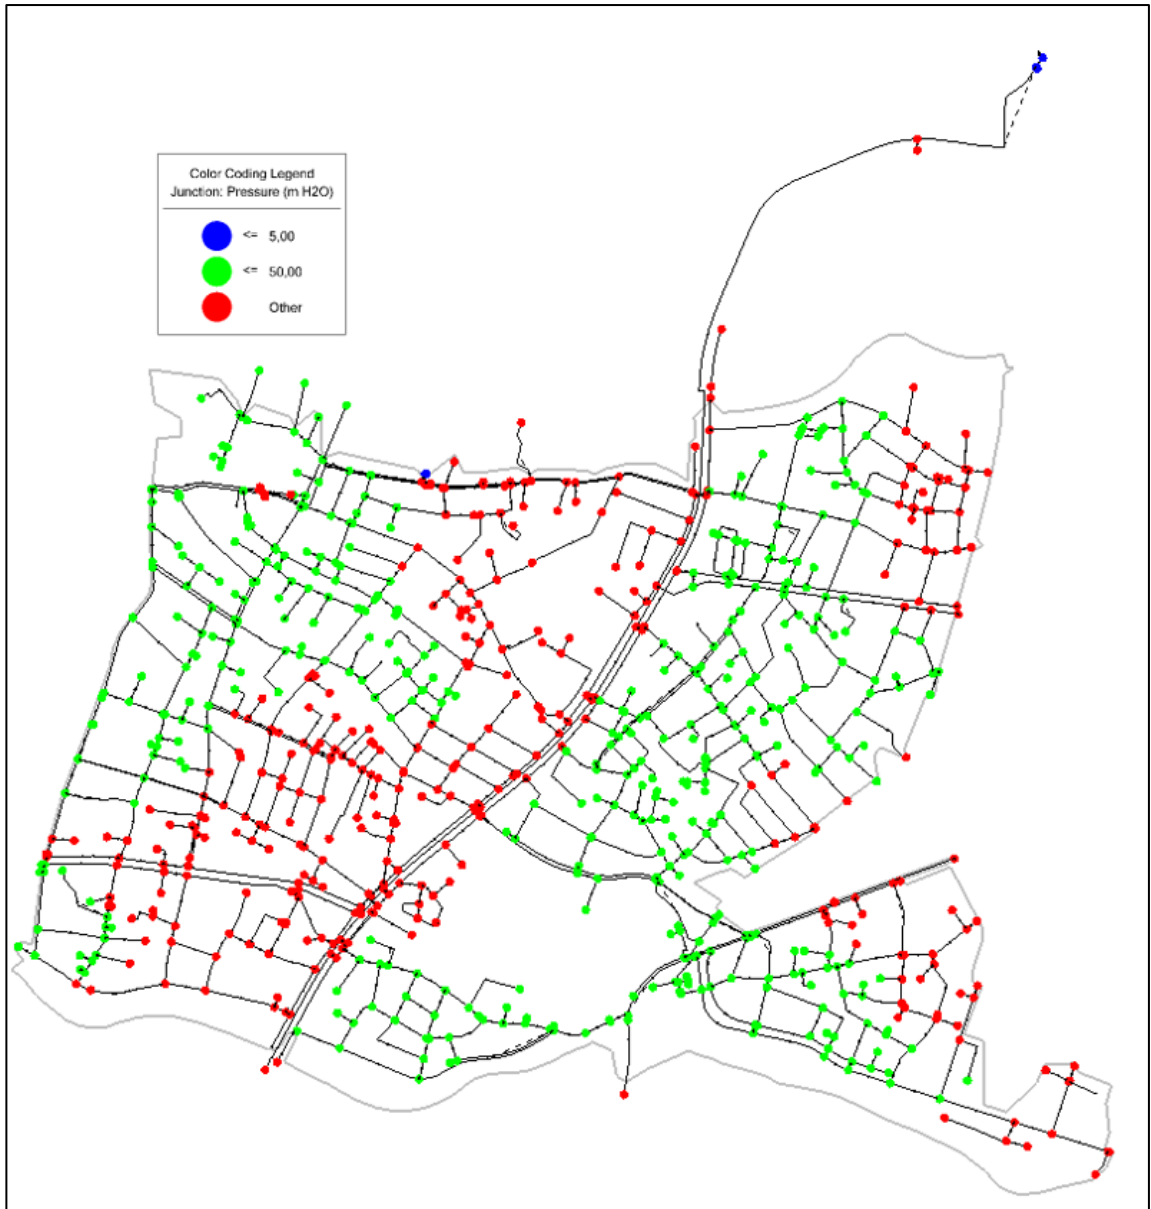 Color Coding Legend
Junction: Pressure (m H2O)
<= 5,00
<= 50,00
Other